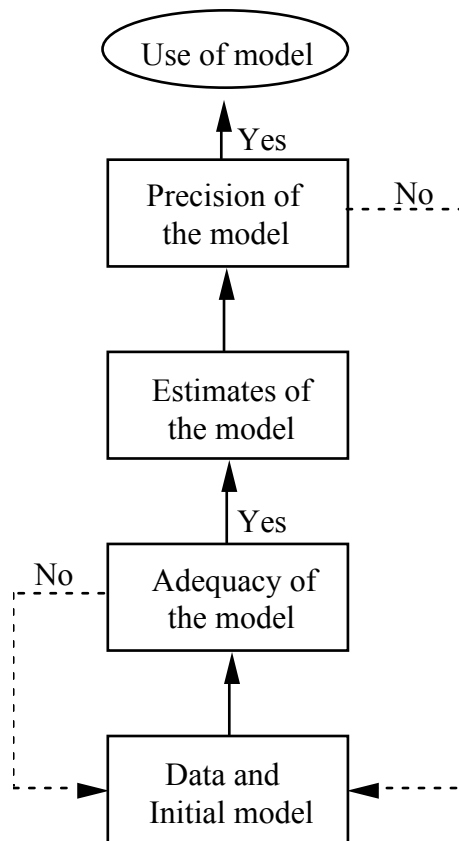 Use of model
Yes
Precision of
the model
No
Estimates of
the model
Yes
No
Adequacy of
the model
Data and
Initial model